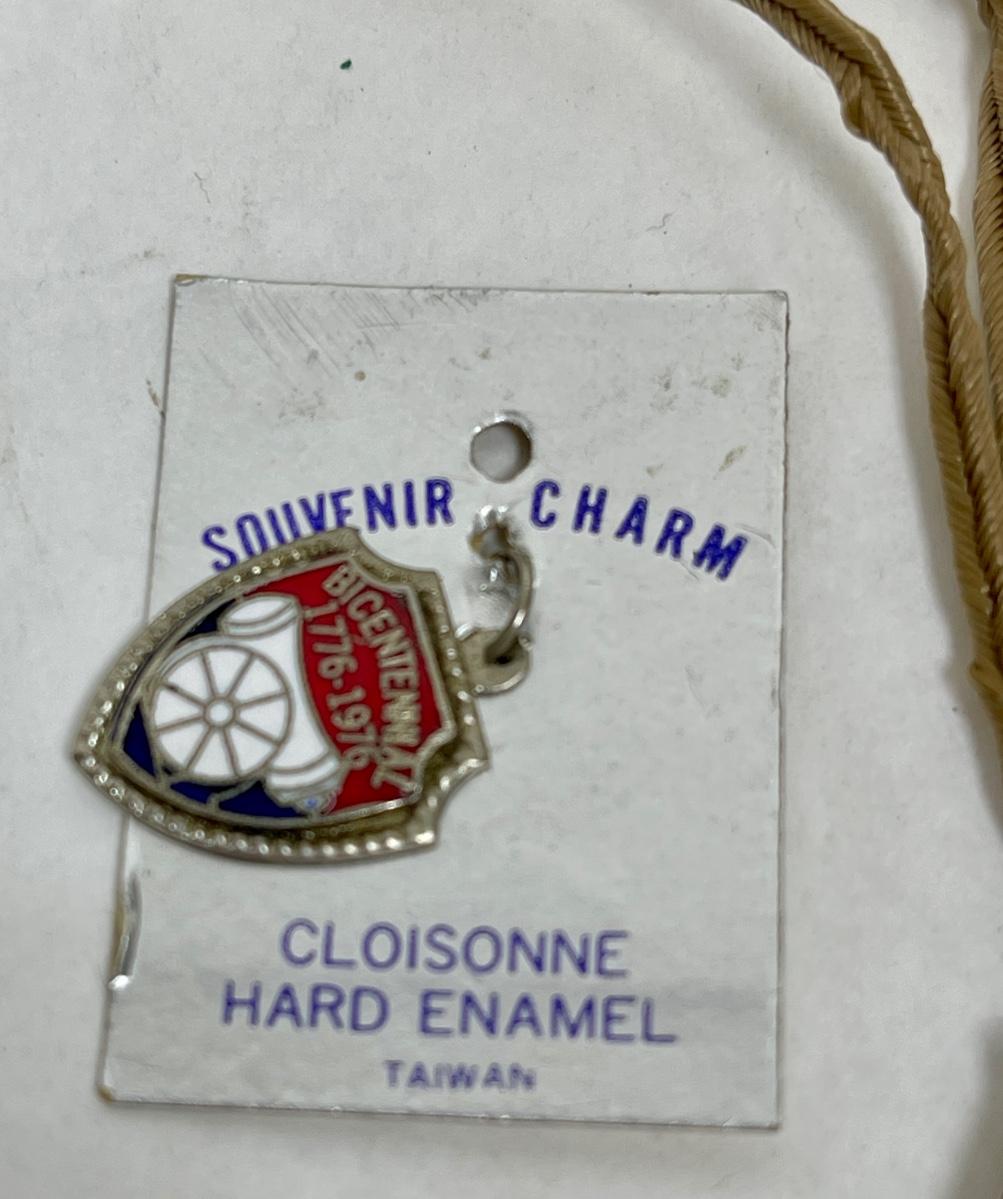 SOUVENIR CHARM
BICENTENNIAL
1776-1976
CLOISONNE
HARD ENAMEL
TAIWAN